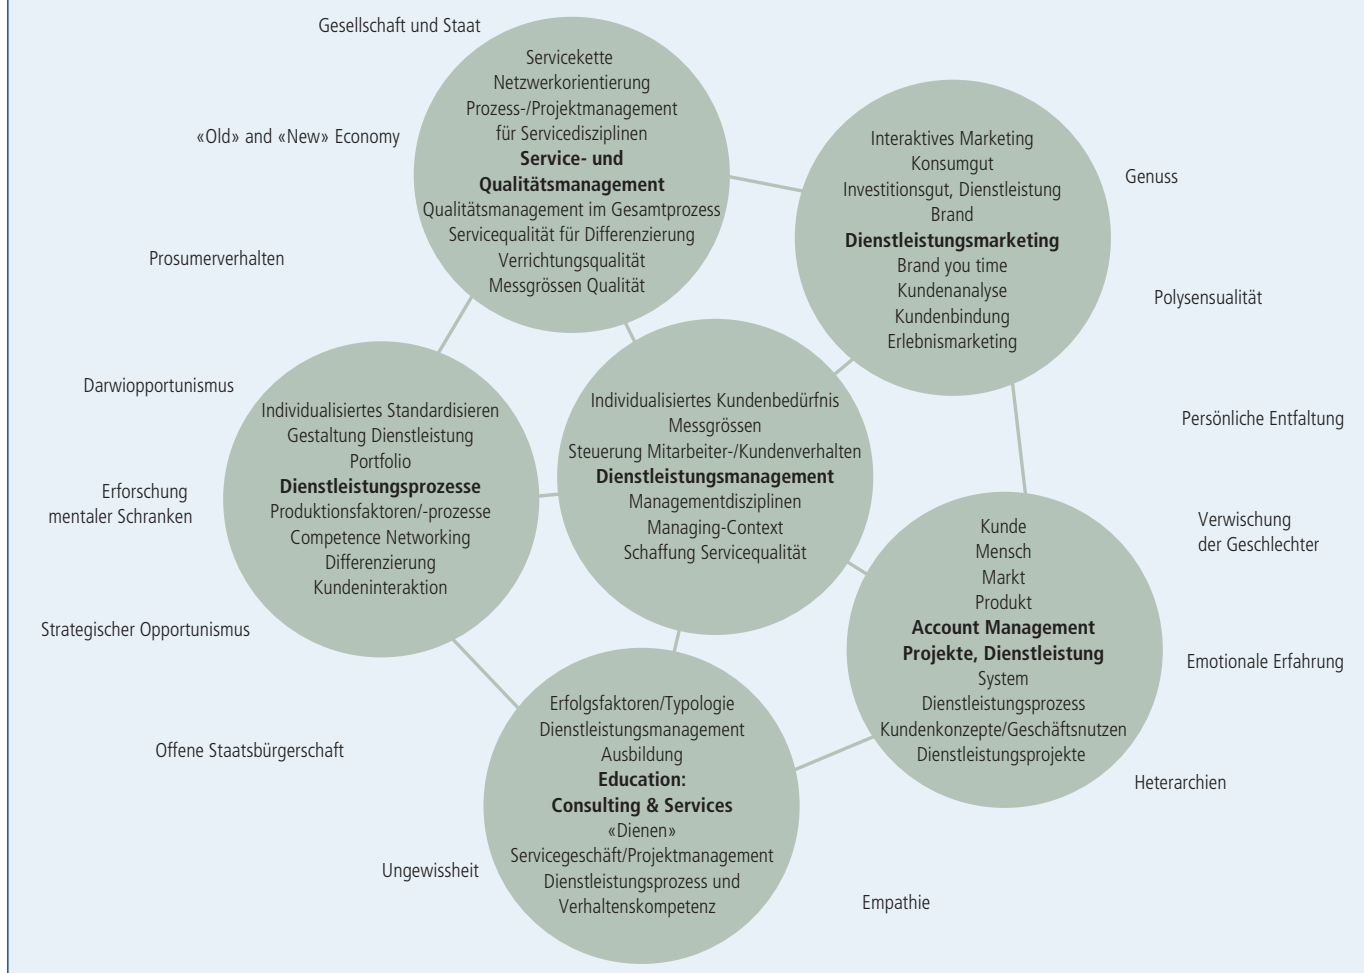 Gesellschaft und Staat
«Old» and «New» Economy
Prosumerverhalten
Darwiopportunismus
Erforschung
mentaler Schranken
Strategischer Opportunismus
Offene Staatsbürgerschaft
Ungewissheit
Servicekette
Netzwerkorientierung
Prozess-/Projektmanagement
für Servicedisziplinen
Service- und
Qualitätsmanagement
Qualitätsmanagement im Gesamtprozess
Servicequalität für Differenzierung
Verrichtungsqualität
Messgrössen Qualität
Interaktives Marketing
Konsumgut
Investitionsgut, Dienstleistung
Brand
Dienstleistungsmarketing
Brand you time
Kundenanalyse
Kundenbindung
Erlebnismarketing
Individualisiertes Standardisieren
Gestaltung Dienstleistung
Portfolio
Dienstleistungsprozesse
Produktionsfaktoren/-prozesse
Competence Networking
Differenzierung
Kundeninteraktion
Individualisiertes Kundenbedürfnis
Messgrössen
Steuerung Mitarbeiter-/Kundenverhalten
Dienstleistungsmanagement
Managementdisziplinen
Managing-Context
Schaffung Servicequalität
Kunde
Mensch
Markt
Produkt
Account Management
Projekte, Dienstleistung
System
Dienstleistungsprozess
Kundenkonzepte/Geschäftsnutzen
Dienstleistungsprojekte
Erfolgsfaktoren/Typologie
Dienstleistungsmanagement
Ausbildung
Education:
Consulting & Services
«Dienen»
Servicegeschäft/Projektmanagement
Dienstleistungsprozess und
Verhaltenskompetenz
Genuss
Polysensualität
Persönliche Entfaltung
Verwischung
der Geschlechter
Emotionale Erfahrung
Heterarchien
Empathie